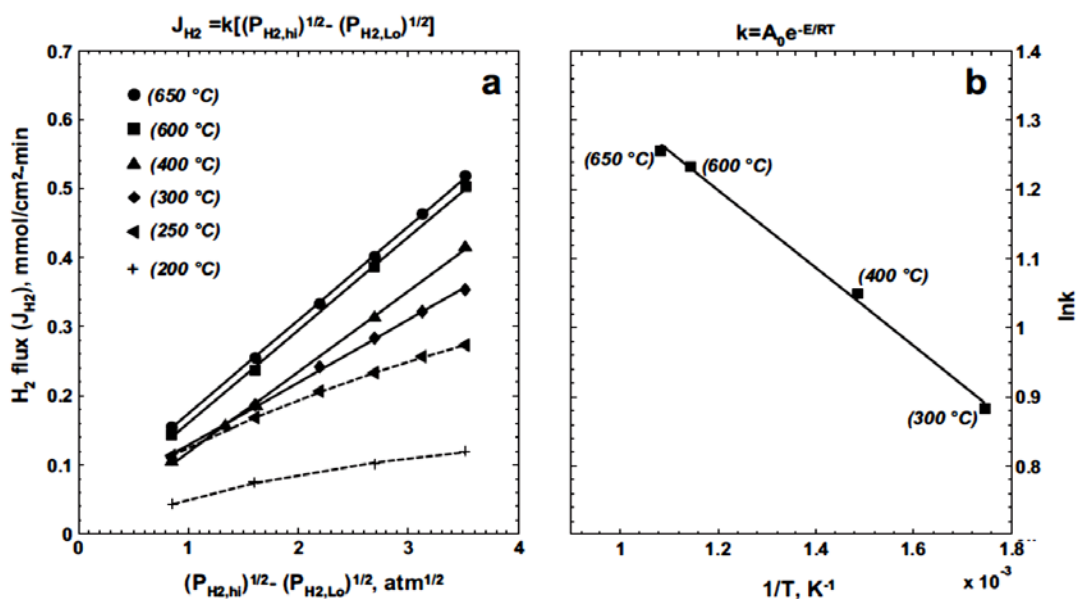 J_H2 =k[(P_H2,hi)^1/2- (P_H2,Lo)^1/2]
a
(650 °C)
(600 °C)
(400 °C)
(300 °C)
(250 °C)
(200 °C)
0.7
0.6
0.5
0.4
0.3
0.2
0.1
0
H_2 flux (J_H2), mmol/cm^2-min
0 1 2 3 4
(P_H2,hi)^1/2- (P_H2,Lo)^1/2, atm^1/2
k=A_0e^-E/RT
b
(650 °C)
(600 °C)
(400 °C)
(300 °C)
1.4
1.3
1.2
1.1
1
0.9
0.8
lnk
1 1.2 1.4 1.6 1.8
x 10^-3
1/T, K^-1